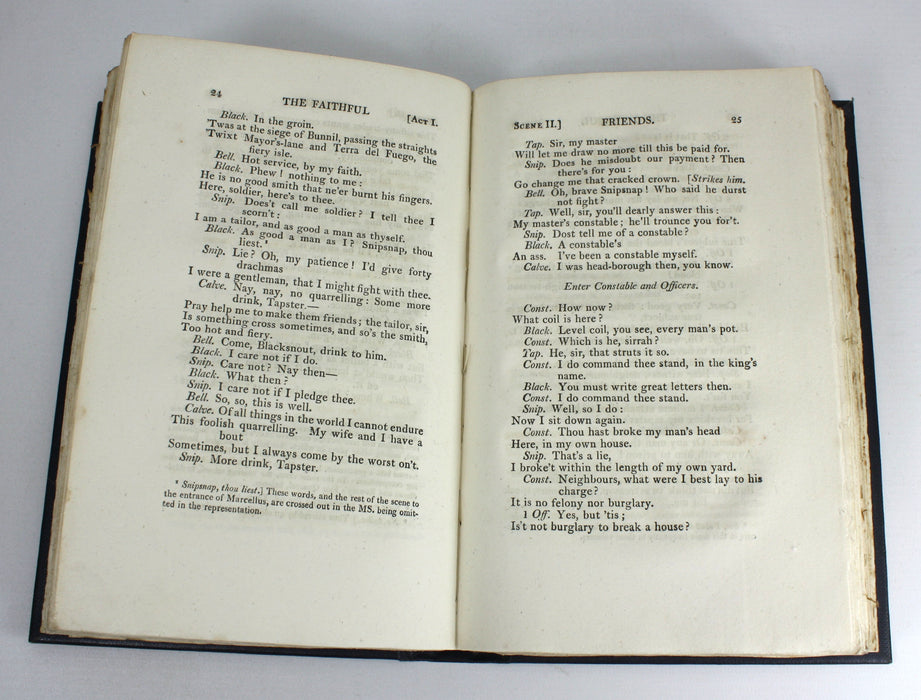 24
THE FAITHFUL
[ACT I.
Black. In the groin.
'Twas at the siege of Bunnil, passing the straights
'Twixt Mayor's-lane and Terra del Fuego, the
fiery isle.
Bell. Hot service, by my faith.
Black. Phew! nothing to me:
He is no good smith that ne'er burnt his fingers.
Here, soldier, here's to thee.
Snip. Does't call me soldier? I tell thee I
scorn't:
I am a tailor, and as good a man as thyself.
Black. As good a man as I? Snipsnap, thou
liest.*
Snip. Lie? Oh, my patience! I'd give forty
drachmas
I were a gentleman, that I might fight with thee.
Calve. Nay, nay, no quarrelling: Some more
drink, Tapster.—
Pray help me to make them friends; the tailor, sir,
Is something cross sometimes, and so's the smith,
Too hot and fiery.
Bell. Come, Blacksnout, drink to him.
Black. I care not if I do.
Snip. Care not? Nay then—
Black. What then?
Snip. I care not if I pledge thee.
Bell. So, so, this is well.
Calve. Of all things in the world I cannot endure
This foolish quarrelling. My wife and I have a
bout
Sometimes, but I always come by the worst on't.
Snip. More drink, Tapster.
* Snipsnap, thou liest.] These words, and the rest of the scene to
the entrance of Marcellus, are crossed out in the MS. being omit-
ted in the representation.
SCENE II.]
FRIENDS.
25
Tap. Sir, my master
Will let me draw no more till this be paid for.
Snip. Does he misdoubt our payment? Then
there's for you:
Go change me that cracked crown. [Strikes him.
Bell. Oh, brave Snipsnap! Who said he durst
not fight?
Tap. Well, sir, you'll dearly answer this:
My master's constable; he'll trounce you for't.
Snip. Dost tell me of a constable?
Black. A constable's
An ass. I've been a constable myself.
Calve. I was head-borough then, you know.
Enter Constable and Officers.
Const. How now?
What coil is here?
Black. Level coil, you see, every man's pot.
Const. Which is he, sirrah?
Tap. He, sir, that struts it so.
Const. I do command thee stand, in the king's
name.
Black. You must write great letters then.
Const. I do command thee stand.
Snip. Well, so I do:
Now I sit down again.
Const. Thou hast broke my man's head
Here, in my own house.
Snip. That's a lie,
I broke't within the length of my own yard.
Const. Neighbours, what were I best lay to his
charge?
It is no felony nor burglary.
1 Off. Yes, but 'tis;
Is't not burglary to break a house?